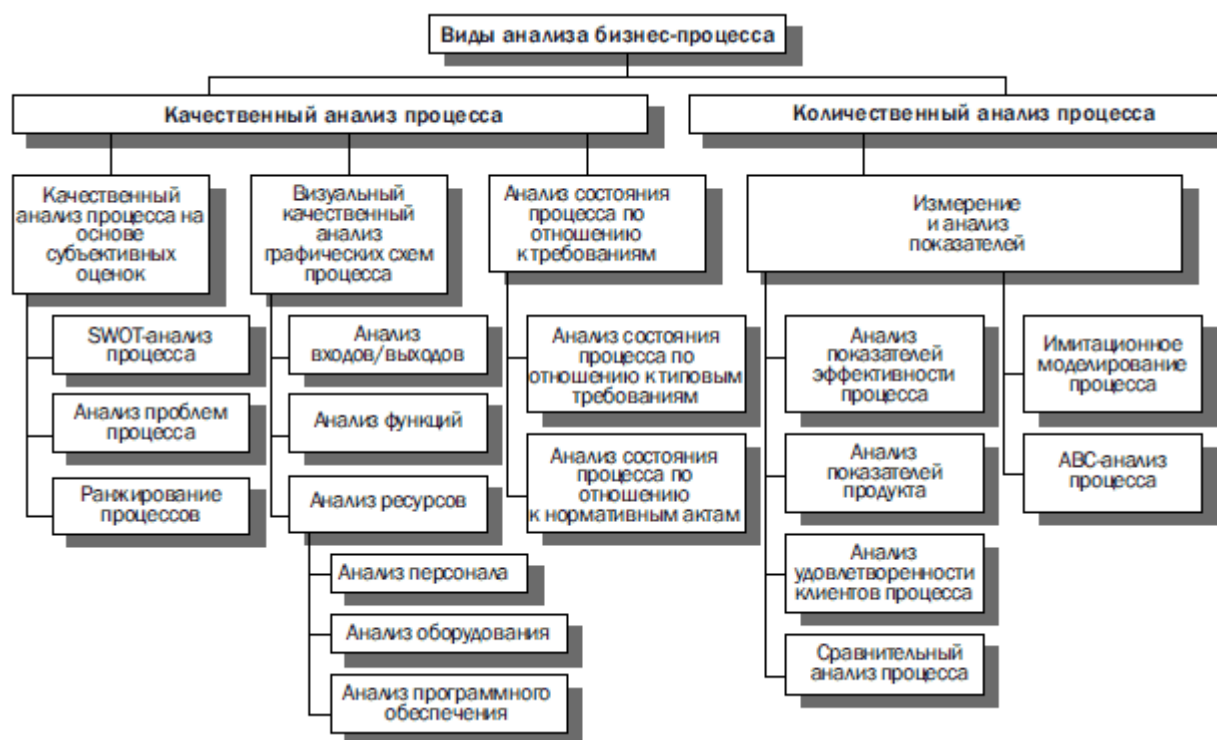 Виды анализа бизнес-процесса
Качественный анализ процесса
Количественный анализ процесса
Качественный
анализ процесса на
основе
субъективных
оценок
Визуальный
качественный
анализ
графических схем
процесса
Анализ состояния
процесса по
отношению
к требованиям
Измерение
и анализ
показателей
SWOT-анализ
процесса
Анализ проблем
процесса
Ранжирование
процессов
Анализ
входов/выходов
Анализ функций
Анализ ресурсов
Анализ персонала
Анализ оборудования
Анализ программного
обеспечения
Анализ состояния
процесса по
отношению к типовым
требованиям
Анализ состояния
процесса по
отношению
к нормативным актам
Анализ
показателей
эффективности
процесса
Анализ
показателей
продукта
Анализ
удовлетворенности
клиентов процесса
Сравнительный
анализ процесса
Имитационное
моделирование
процесса
ABC-анализ
процесса